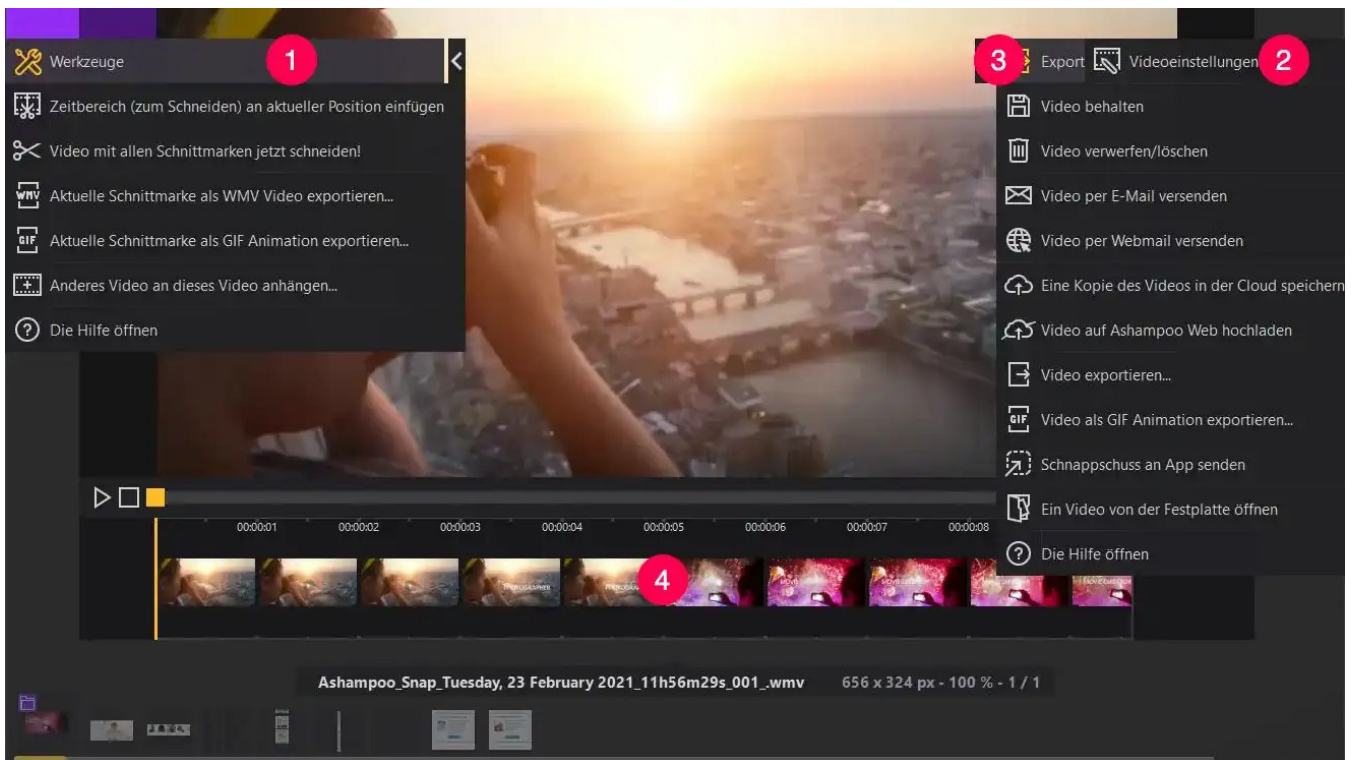 Werkzeuge
1
Zeitbereich (zum Schneiden) an aktueller Position einfügen
Video mit allen Schnittmarken jetzt schneiden!
WMV
Aktuelle Schnittmarke als WMV Video exportieren...
GIF
Aktuelle Schnittmarke als GIF Animation exportieren...
Anderes Video an dieses Video anhängen...
Die Hilfe öffnen
3
Export
Videoeinstellungen
2
Video behalten
Video verwerfen/löschen
Video per E-Mail versenden
Video per Webmail versenden
Eine Kopie des Videos in der Cloud speichern
Video auf Ashampoo Web hochladen
Video exportieren...
GIF
Video als GIF Animation exportieren...
Schnappschuss an App senden
Ein Video von der Festplatte öffnen
Die Hilfe öffnen
00:00:01 00:00:02 00:00:03 00:00:04 00:00:05 00:00:06 00:00:07 00:00:08
4
Ashampoo_Snap_Tuesday, 23 February 2021_11h56m29s_001_.wmv 656 x 324 px - 100 % - 1 / 1